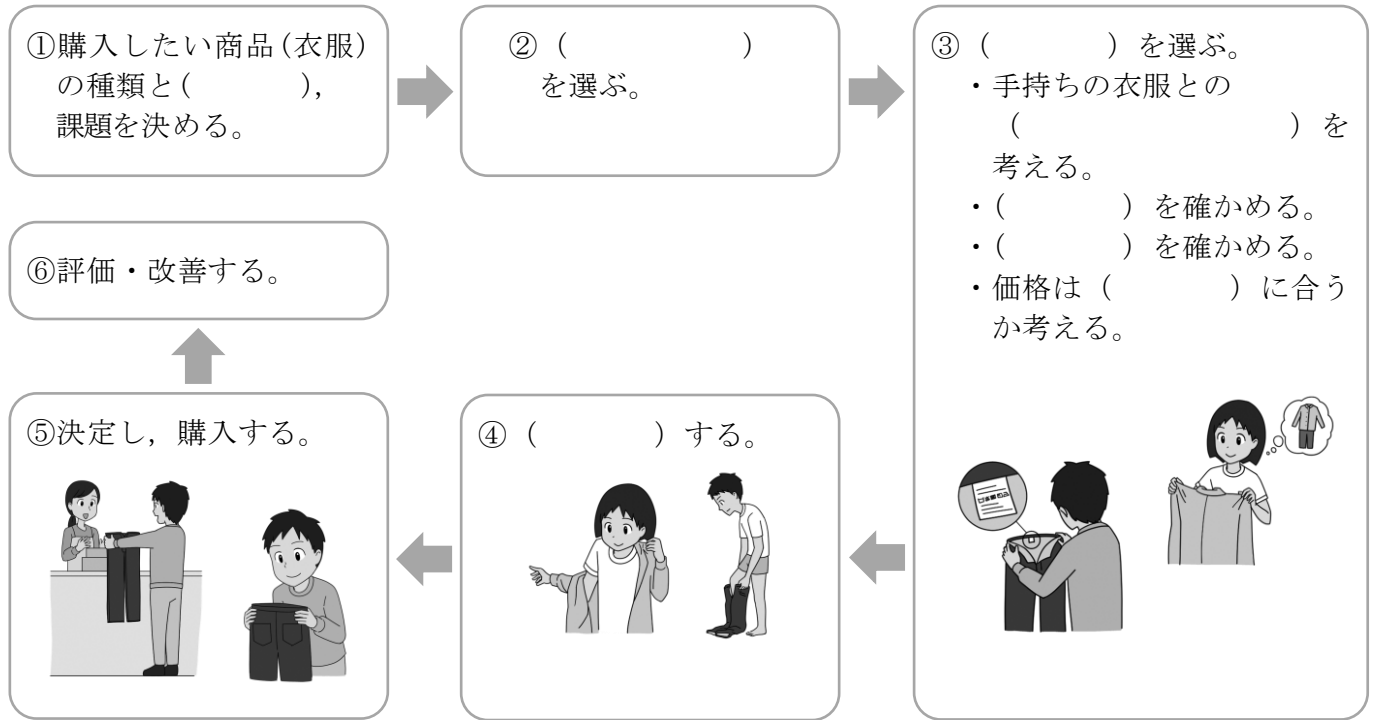 ①購入したい商品(衣服)
の種類と(　　　　),
課題を決める。
②（　　　　　　　）
を選ぶ。
③（　　　　）を選ぶ。
・手持ちの衣服との
（　　　　　　　　　）を
考える。
・(　　　　）を確かめる。
・(　　　　）を確かめる。
・価格は（　　　　）に合う
か考える。
④（　　　　）する。
⑤決定し，購入する。
⑥評価・改善する。